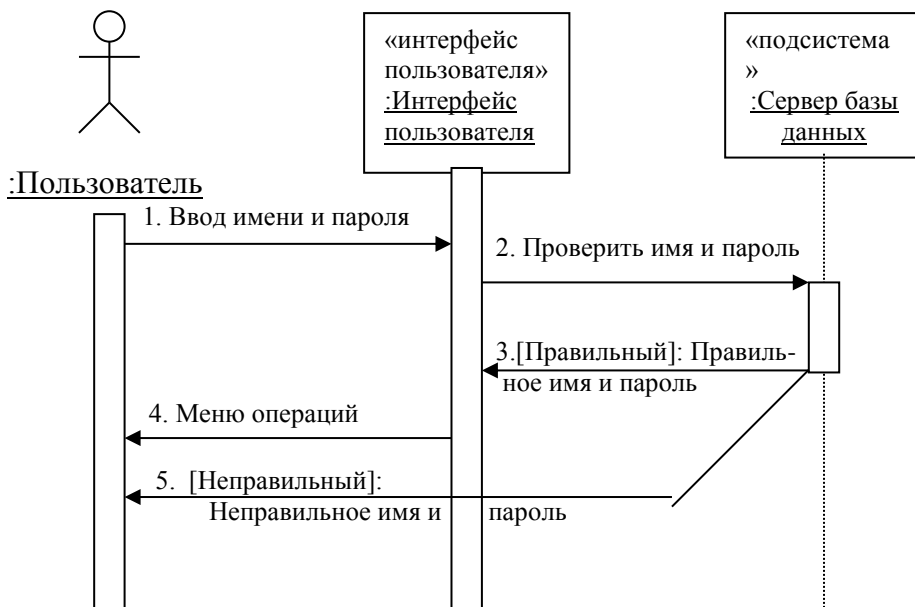 «интерфейс
пользователя»
:Интерфейс
пользователя
«подсистема
»
:Сервер базы
данных
:Пользователь
1. Ввод имени и пароля
2. Проверить имя и пароль
3.[Правильный]: Правиль-
ное имя и пароль
4. Меню операций
5. [Неправильный]:
Неправильное имя и пароль